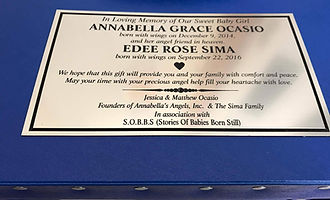 In Loving Memory of Our Sweet Baby Girl
ANNABELLA GRACE OCASIO
born with wings on December 9, 2014,
and her angel friend in heaven,
EDEE ROSE SIMA
born with wings on September 22, 2016
We hope that this gift will provide you and your family with comfort and peace.
May your time with your precious angel help fill your heartache with love.
Jessica & Matthew Ocasio
Founders of Annabella's Angels, Inc. & The Sima Family
In association with
S.O.B.B.S (Stories Of Babies Born Still)